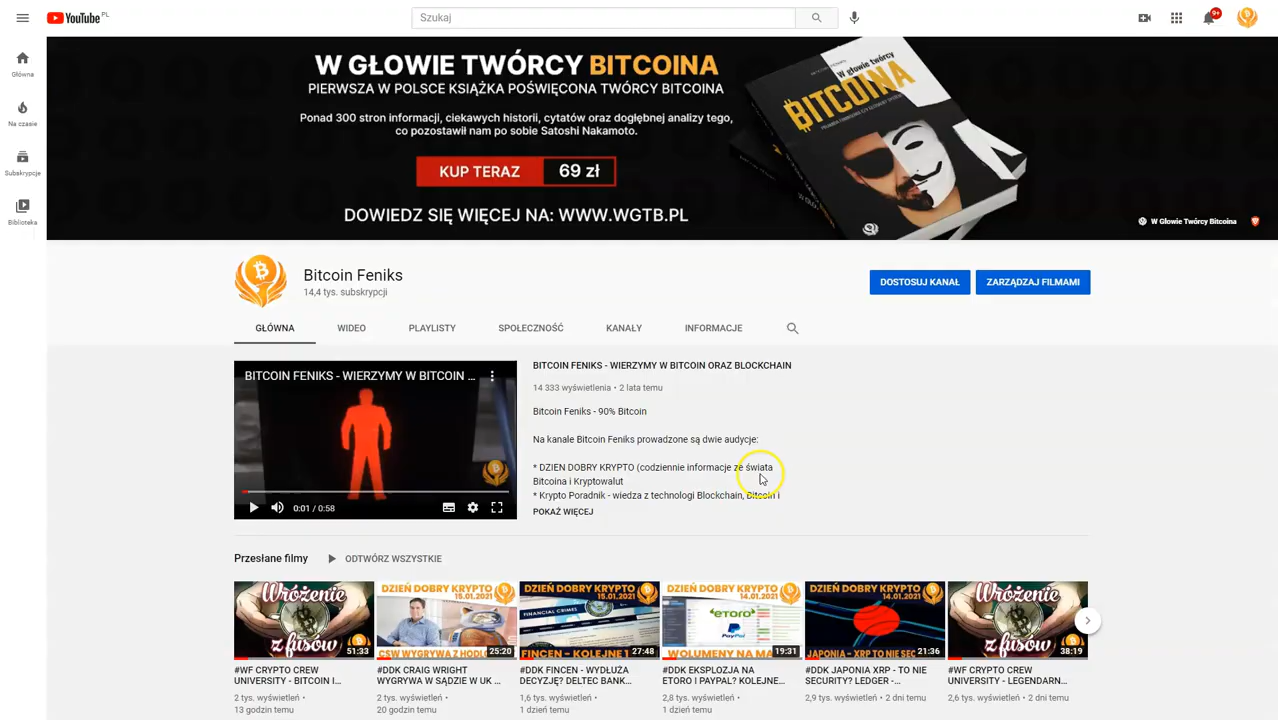 YouTube PL
Szukaj
9+
Główna
Na czasie
Subskrypcje
Biblioteka
W GŁOWIE TWÓRCY BITCOINA
PIERWSZA W POLSCE KSIĄŻKA POŚWIĘCONA TWÓRCY BITCOINA
Ponad 300 stron informacji, ciekawych historii, cytatów oraz dogłębnej analizy tego,
co pozostawił nam po sobie Satoshi Nakamoto.
KUP TERAZ 69 zł
DOWIEDZ SIĘ WIĘCEJ NA: WWW.WGTB.PL
W głowie twórcy
BITCOINA
W Głowie Twórcy Bitcoina
Bitcoin Feniks
14,4 tys. subskrypcji
DOSTOSUJ KANAŁ
ZARZĄDZAJ FILMAMI
GŁÓWNA
WIDEO
PLAYLISTY
SPOŁECZNOŚĆ
KANAŁY
INFORMACJE
BITCOIN FENIKS - WIERZYMY W BITCOIN ...
0:01 / 0:58
BITCOIN FENIKS - WIERZYMY W BITCOIN ORAZ BLOCKCHAIN
14 333 wyświetlenia • 2 lata temu
Bitcoin Feniks - 90% Bitcoin
Na kanale Bitcoin Feniks prowadzone są dwie audycje:
* DZIEN DOBRY KRYPTO (codziennie informacje ze świata
Bitcoina i Kryptowalut
* Krypto Poradnik - wiedza z technologi Blockchain, Bitcoin i
POKAŻ WIĘCEJ
Przesłane filmy
ODTWÓRZ WSZYSTKIE
Wróżenie
z fusów
51:33
#WF CRYPTO CREW
UNIVERSITY - BITCOIN I...
2 tys. wyświetleń •
13 godzin temu
DZIEŃ DOBRY KRYPTO
15.01.2021
CSW WYGRYWA Z HODLO
25:20
#DDK CRAIG WRIGHT
WYGRYWA W SĄDZIE W UK ...
2 tys. wyświetleń •
20 godzin temu
DZIEŃ DOBRY KRYPTO
15.01.2021
FINANCIAL CRIMES
FINCEN - KOLEJNE 1
27:48
#DDK FINCEN - WYDŁUŻA
DECYZJĘ? DELTEC BANK...
1,6 tys. wyświetleń •
1 dzień temu
DZIEŃ DOBRY KRYPTO
14.01.2021
etoro
PayPal
WOLUMENY NA MA
19:31
#DDK EKSPLOZJA NA
ETORO I PAYPAL? KOLEJNE...
2,8 tys. wyświetleń •
1 dzień temu
DZIEŃ DOBRY KRYPTO
14.01.2021
JAPONIA - XRP TO NIE SEC
21:36
#DDK JAPONIA XRP - TO NIE
SECURITY? LEDGER -...
2,9 tys. wyświetleń • 2 dni temu
Wróżenie
z fusów
38:19
#WF CRYPTO CREW
UNIVERSITY - LEGENDARN...
2,6 tys. wyświetleń • 2 dni temu